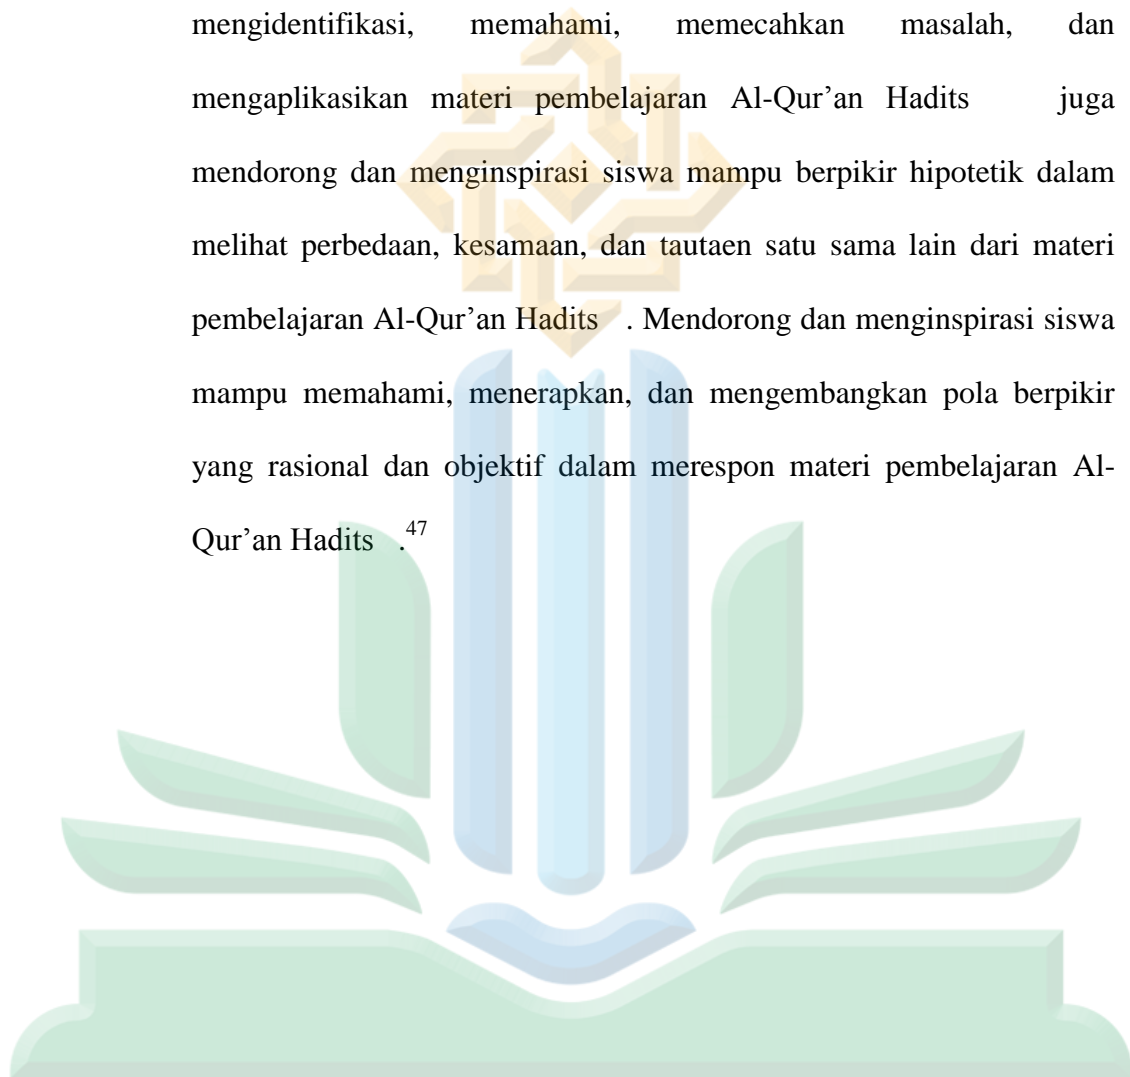 mengidentifikasi, memahami, memecahkan masalah, dan
mengaplikasikan materi pembelajaran Al-Qur’an Hadits juga
mendorong dan menginspirasi siswa mampu berpikir hipotetik dalam
melihat perbedaan, kesamaan, dan tautaen satu sama lain dari materi
pembelajaran Al-Qur’an Hadits . Mendorong dan menginspirasi siswa
mampu memahami, menerapkan, dan mengembangkan pola berpikir
yang rasional dan objektif dalam merespon materi pembelajaran Al-
Qur’an Hadits .47